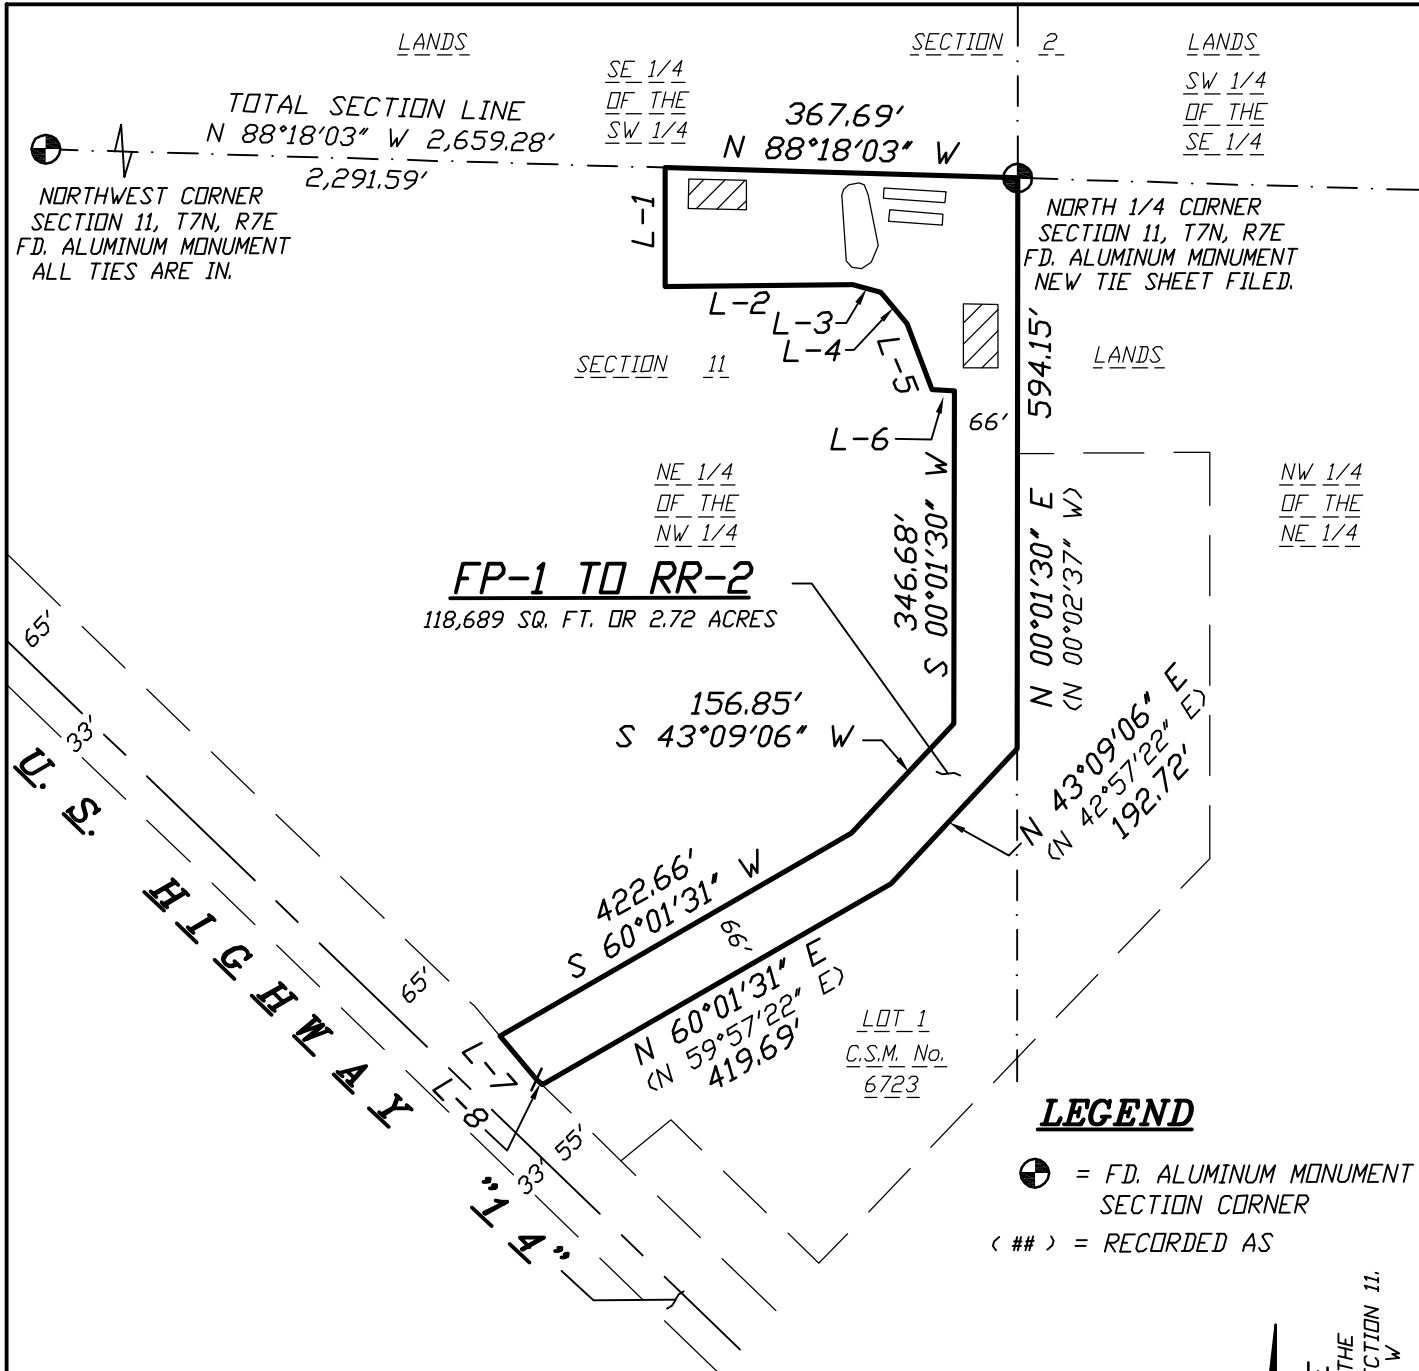 LANDS
SECTION 2
LANDS
SE 1/4
OF THE
SW 1/4
SW 1/4
OF THE
SE 1/4
TOTAL SECTION LINE
N 88°18'03" W 2,659.28'
2,291.59'
367.69'
N 88°18'03" W
NORTHWEST CORNER
SECTION 11, T7N, R7E
FD. ALUMINUM MONUMENT
ALL TIES ARE IN.
NORTH 1/4 CORNER
SECTION 11, T7N, R7E
FD. ALUMINUM MONUMENT
NEW TIE SHEET FILED.
L-1
L-2
L-3
L-4
L-5
L-6
66'
594.15'
LANDS
SECTION 11
NE 1/4
OF THE
NW 1/4
NW 1/4
OF THE
NE 1/4
346.68'
S 00°01'30" W
N 00°01'30" E
(N 00°02'37" W)
FP-1 TO RR-2
118,689 SQ. FT. OR 2.72 ACRES
156.85'
S 43°09'06" W
N 43°09'06" E
(N 42°57'22" E)
192.72'
422.66'
S 60°01'31" W
66'
N 60°01'31" E
(N 59°57'22" E)
419.69'
65'
33'
65'
L-7
L-8
55'
33'
U. S. HIGHWAY "14"
LOT 1
C.S.M. No.
6723
LEGEND
= FD. ALUMINUM MONUMENT
SECTION CORNER
( ## ) = RECORDED AS
THE
SECTION 11.
W